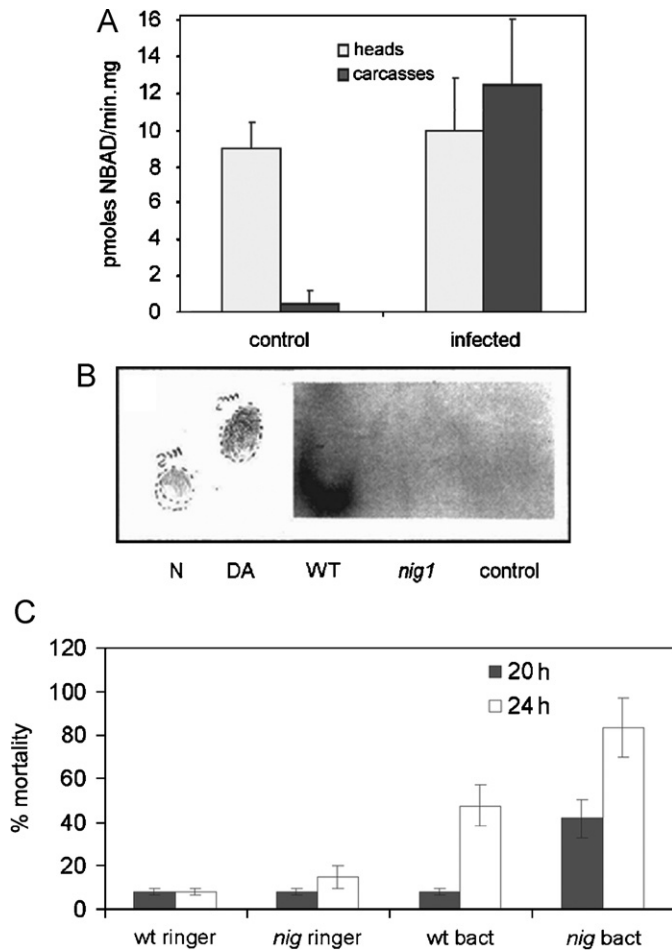 A
pmoles NBAD/min.mg
16
14
12
10
8
6
4
2
0
heads
carcasses
control infected
B
N DA WT nig1 control
C
% mortality
120
100
80
60
40
20
0
20 h
24 h
wt ringer nig ringer wt bact nig bact